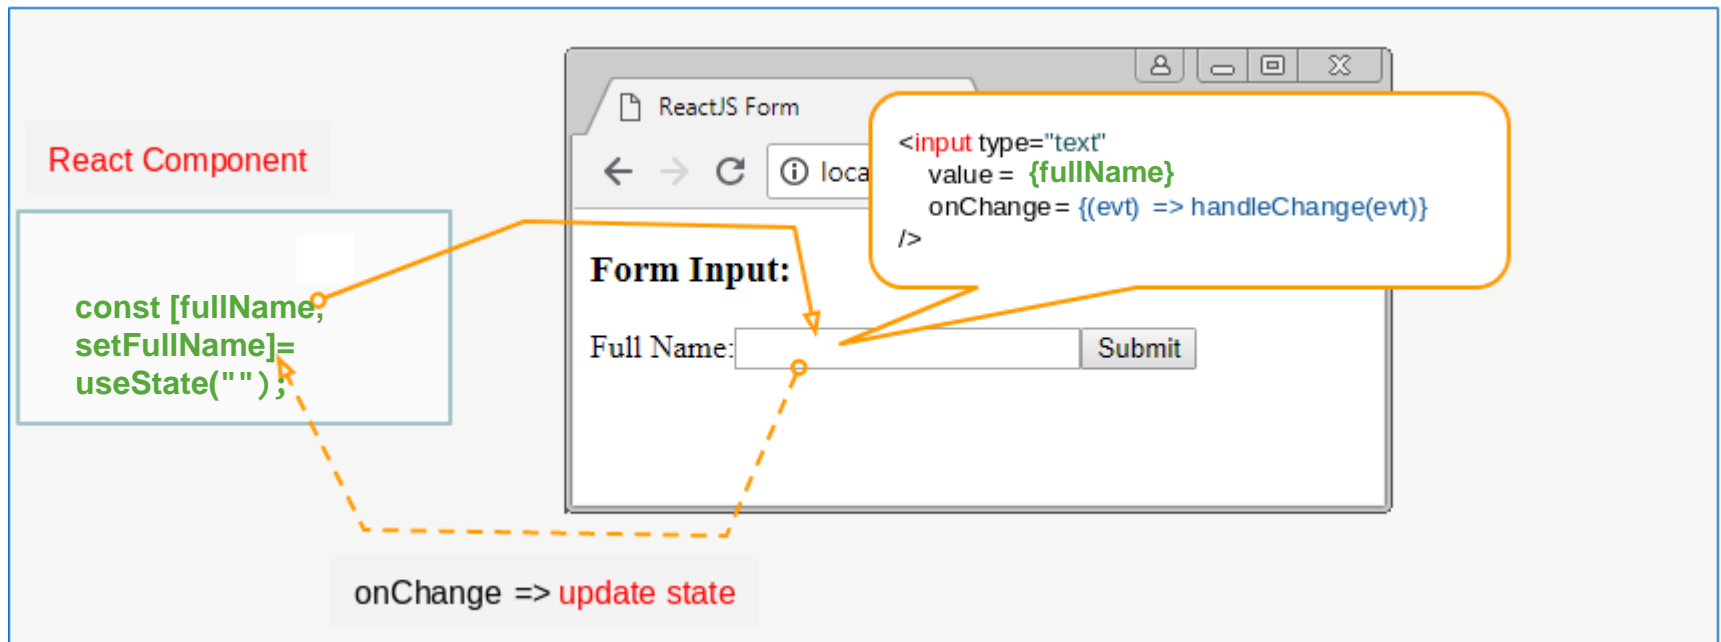 React Component
const [fullName,
setFullName]=
useState("");
ReactJS Form
loca
<input type="text"
value = {fullName}
onChange = {(evt) => handleChange(evt)}
/>
Form Input:
Full Name: Submit
onChange => update state